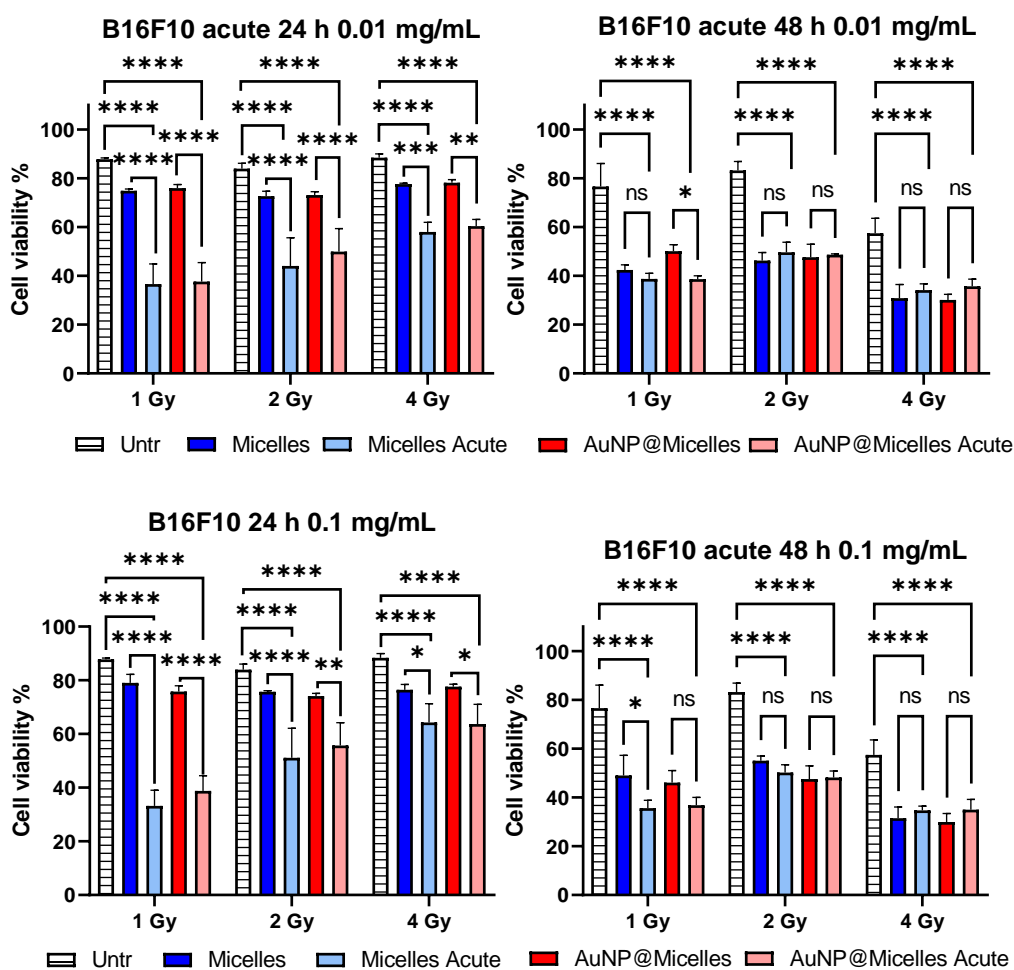 B16F10 acute 24 h 0.01 mg/mL
**** **** ****
**** **** ****
**** **** **** **** *** **
Cell viability %
100
80
60
40
20
0
1 Gy 2 Gy 4 Gy
B16F10 acute 48 h 0.01 mg/mL
**** **** ****
**** **** ****
ns * ns ns ns ns
Cell viability %
100
80
60
40
20
0
1 Gy 2 Gy 4 Gy
Untr Micelles Micelles Acute AuNP@Micelles AuNP@Micelles Acute
B16F10 24 h 0.1 mg/mL
**** **** ****
**** **** ****
**** **** **** ** * *
Cell viability %
100
80
60
40
20
0
1 Gy 2 Gy 4 Gy
B16F10 acute 48 h 0.1 mg/mL
**** **** ****
**** **** ****
* ns ns ns ns ns
Cell viability %
100
80
60
40
20
0
1 Gy 2 Gy 4 Gy
Untr Micelles Micelles Acute AuNP@Micelles AuNP@Micelles Acute